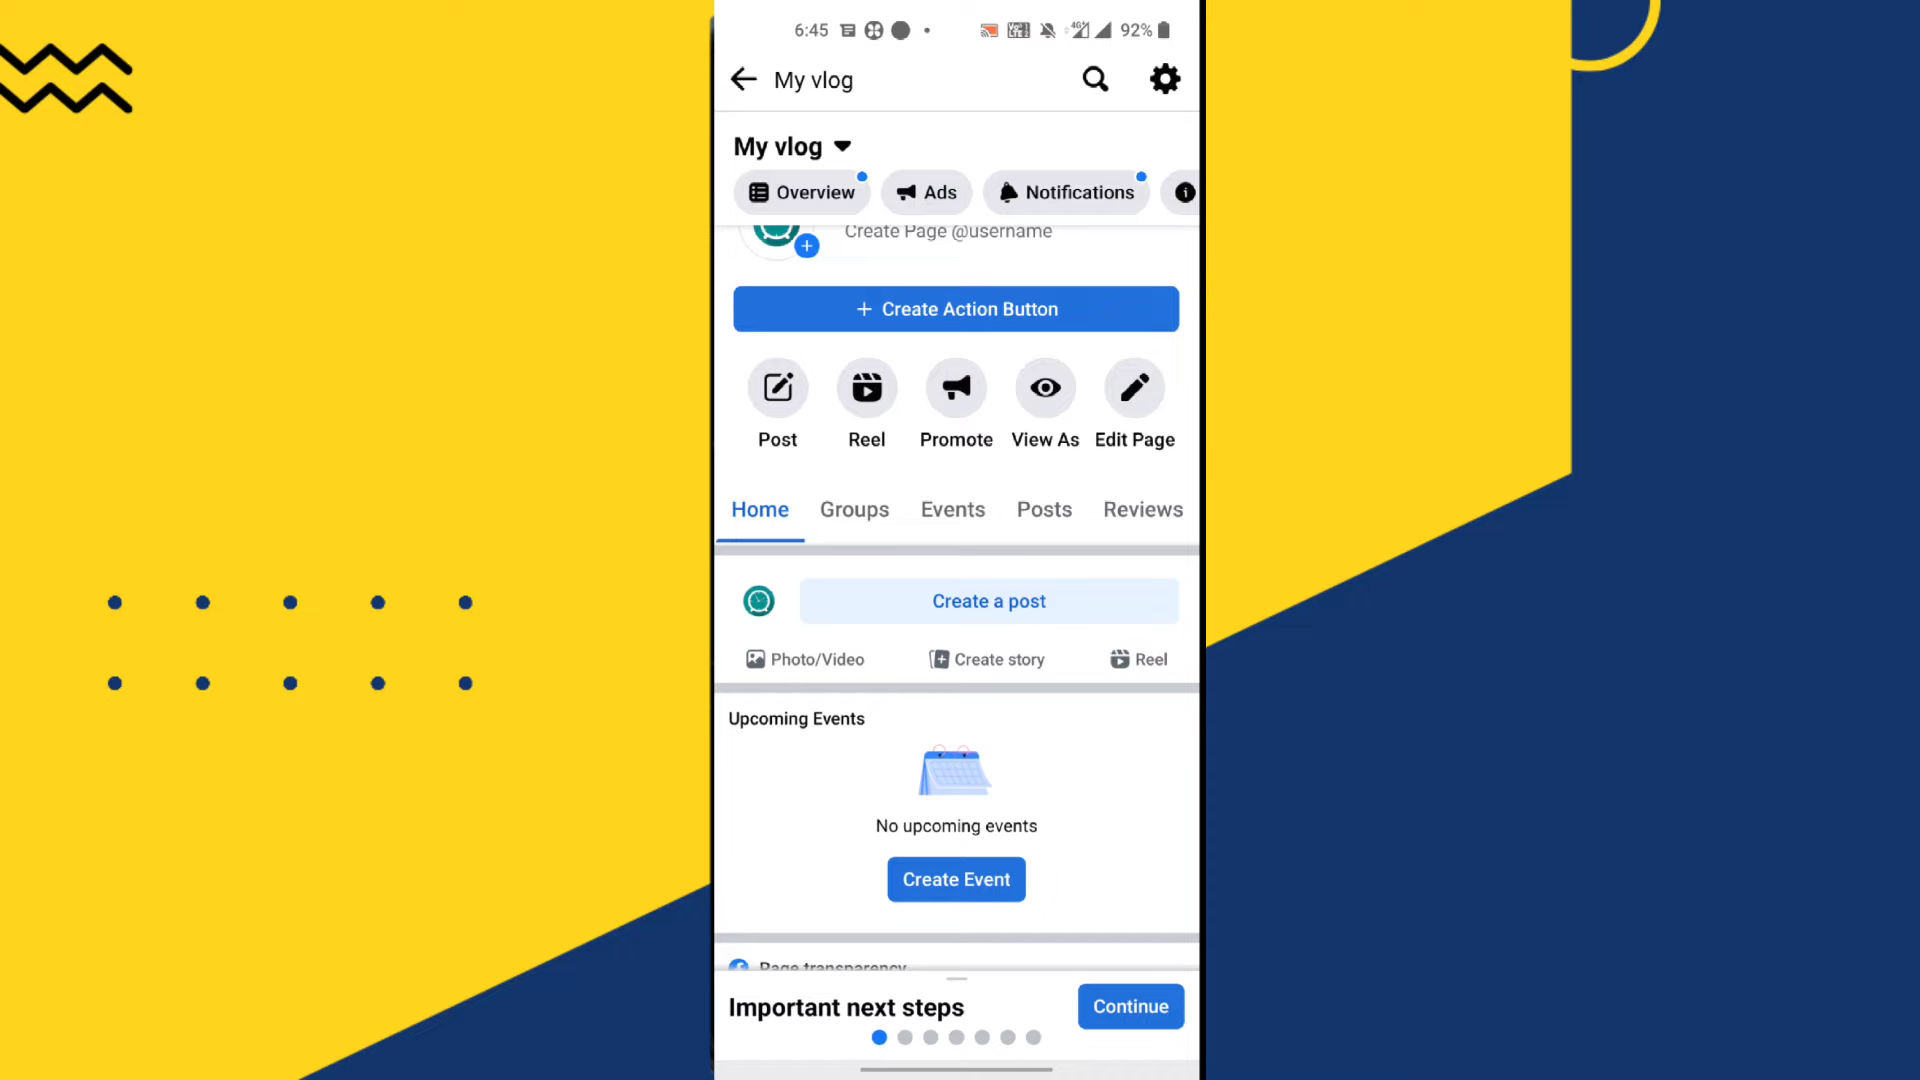 6:45 92%
My vlog
My vlog
Overview Ads Notifications
Create Page @username
+ Create Action Button
Post Reel Promote View As Edit Page
Home Groups Events Posts Reviews
Create a post
Photo/Video Create story Reel
Upcoming Events
No upcoming events
Create Event
Page transparency
Important next steps Continue